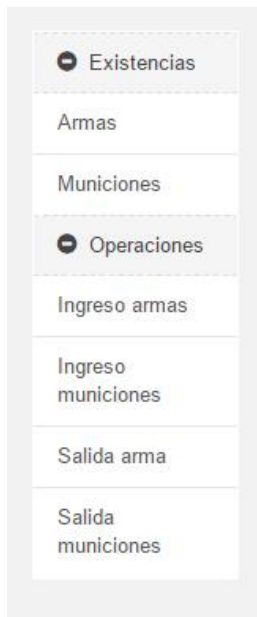 Existencias
Armas
Municiones
Operaciones
Ingreso armas
Ingreso
municiones
Salida arma
Salida
municiones